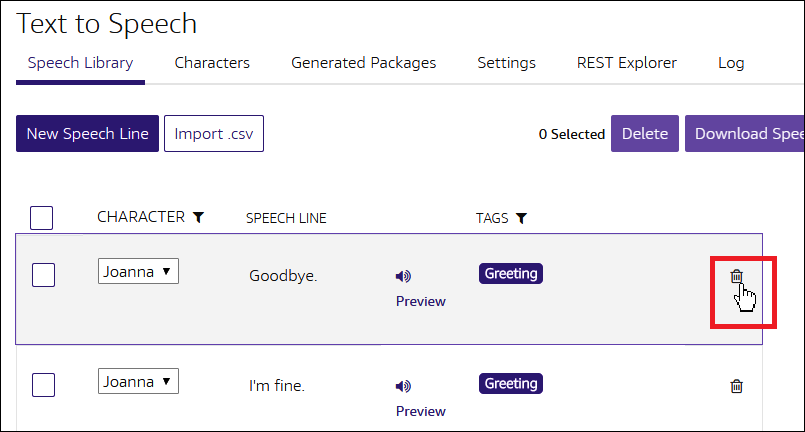 Text to Speech
Speech Library Characters Generated Packages Settings REST Explorer Log
New Speech Line Import .csv 0 Selected Delete Download Spee
CHARACTER SPEECH LINE TAGS
Joanna Goodbye. Greeting
Preview
Joanna I'm fine. Greeting
Preview